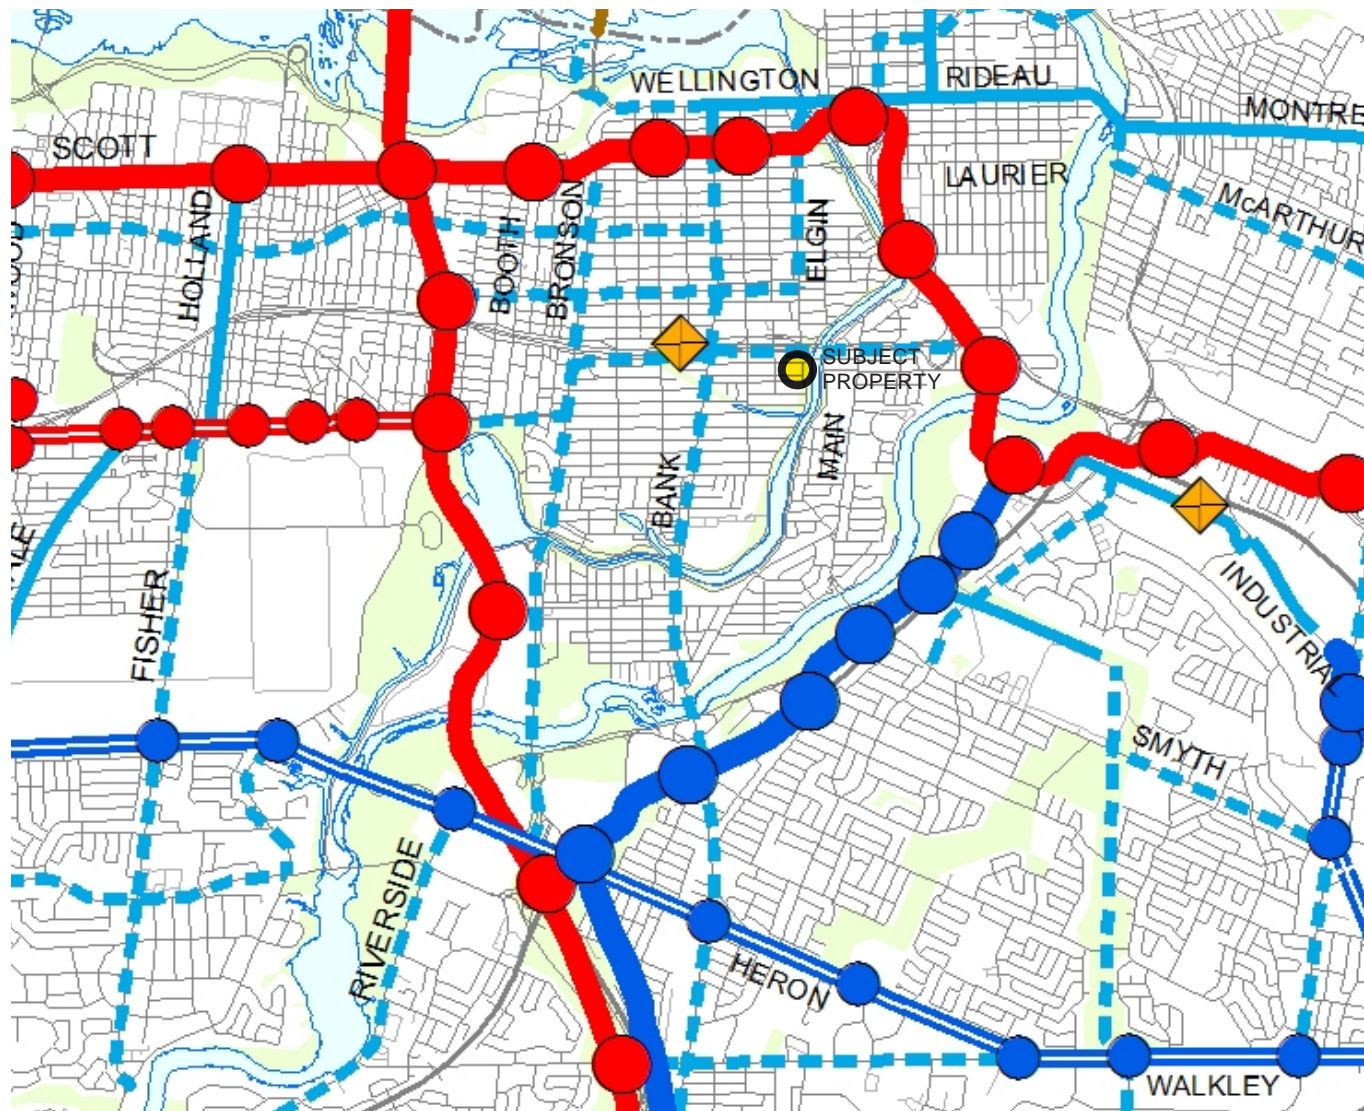 WELLINGTON
RIDEAU
MONTRE
SCOTT
LAURIER
McARTHUR
HOLLAND
BOOTH
BRONSON
ELGIN
SUBJECT
PROPERTY
MAIN
BANK
FISHER
INDUSTRIAL
SMYTH
RIVERSIDE
HERON
WALKLEY